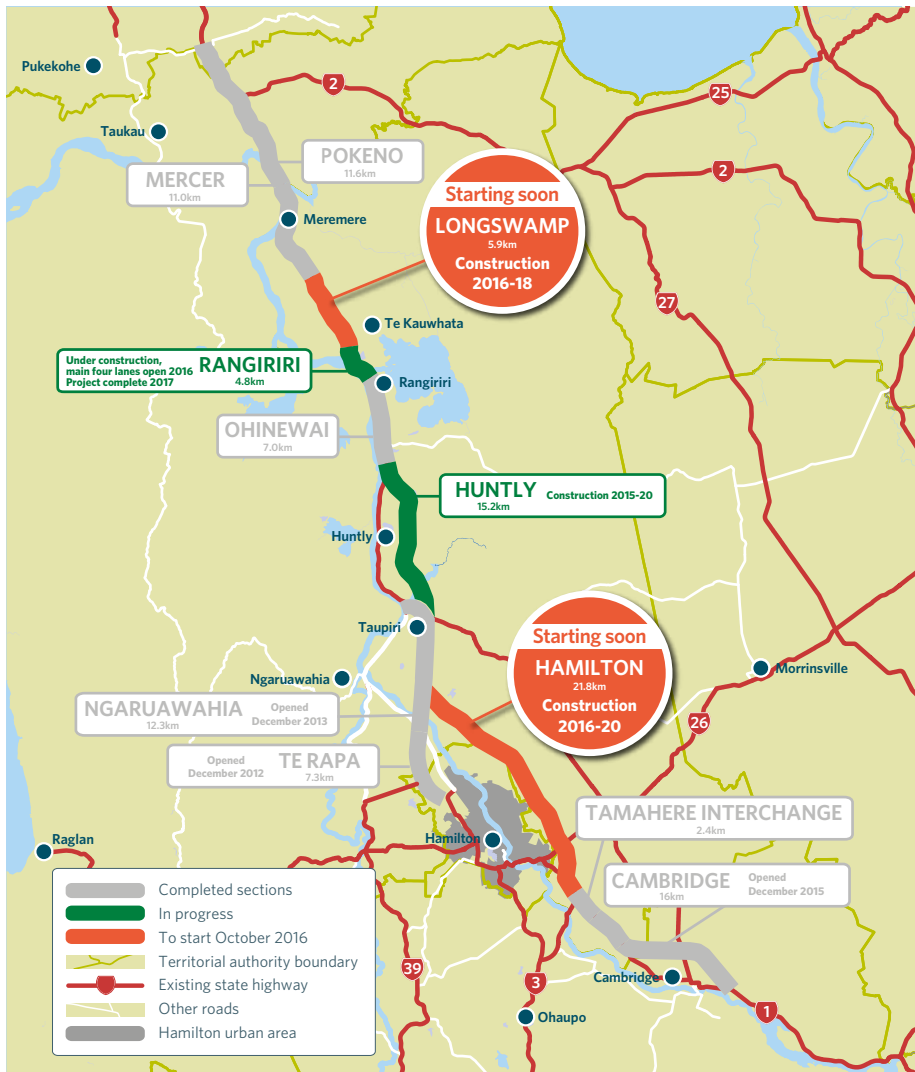 Pukekohe
2
25
Taukau
POKENO
11.6km
MERCER
11.0km
Starting soon
LONGSWAMP
5.9km
Construction
2016-18
2
Meremere
27
Te Kauwhata
Under construction,
main four lanes open 2016
Project complete 2017
RANGIRIRI
4.8km
Rangiriri
OHINEWAI
7.0km
HUNTLY Construction 2015-20
15.2km
Huntly
Taupiri
Starting soon
HAMILTON
21.8km
Construction
2016-20
Ngaruawahia
Morrinsville
NGARUAWAHIA
12.3km
Opened
December 2013
26
Opened
December 2012
TE RAPA
7.3km
TAMAHERE INTERCHANGE
2.4km
Raglan
Hamilton
CAMBRIDGE
16km
Opened
December 2015
Completed sections
In progress
To start October 2016
Territorial authority boundary
Existing state highway
Other roads
Hamilton urban area
39
3
Cambridge
1
Ohaupo